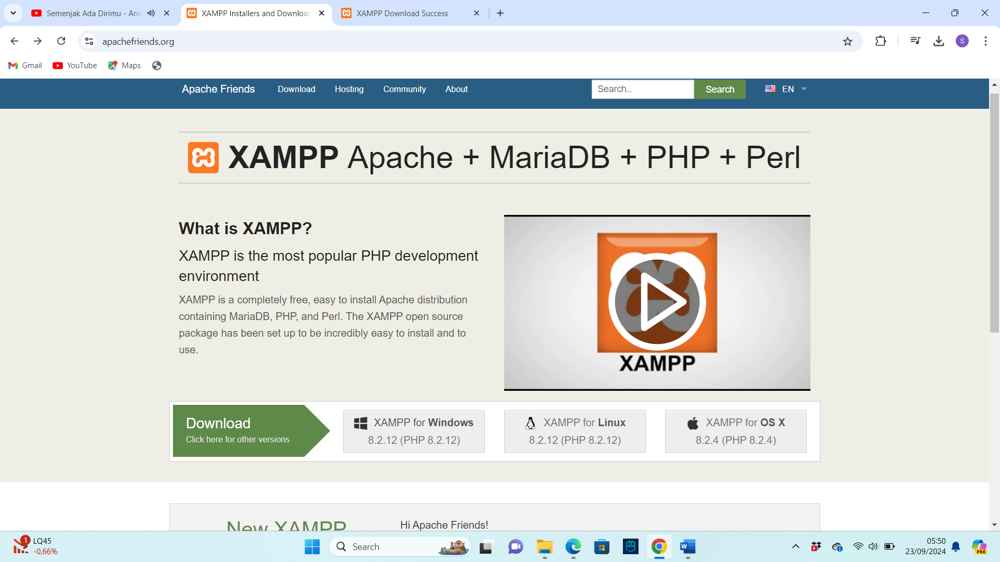 Semenjak Ada Dirimu - And
XAMPP Installers and Download
XAMPP Download Success
apachefriends.org
S
Gmail
YouTube
Maps
Apache Friends
Download
Hosting
Community
About
Search..
Search
EN
XAMPP Apache + MariaDB + PHP + Perl
What is XAMPP?
XAMPP is the most popular PHP development
environment
XAMPP is a completely free, easy to install Apache distribution
containing MariaDB, PHP, and Perl. The XAMPP open source
package has been set up to be incredibly easy to install and to
use.
XAMPP
Download
Click here for other versions
XAMPP for Windows
8.2.12 (PHP 8.2.12)
XAMPP for Linux
8.2.12 (PHP 8.2.12)
XAMPP for OS X
8.2.4 (PHP 8.2.4)
New XAMPP
Hi Apache Friends!
1
LQ45
-0,66%
Search
W
6
05:50
23/09/2024
PRE